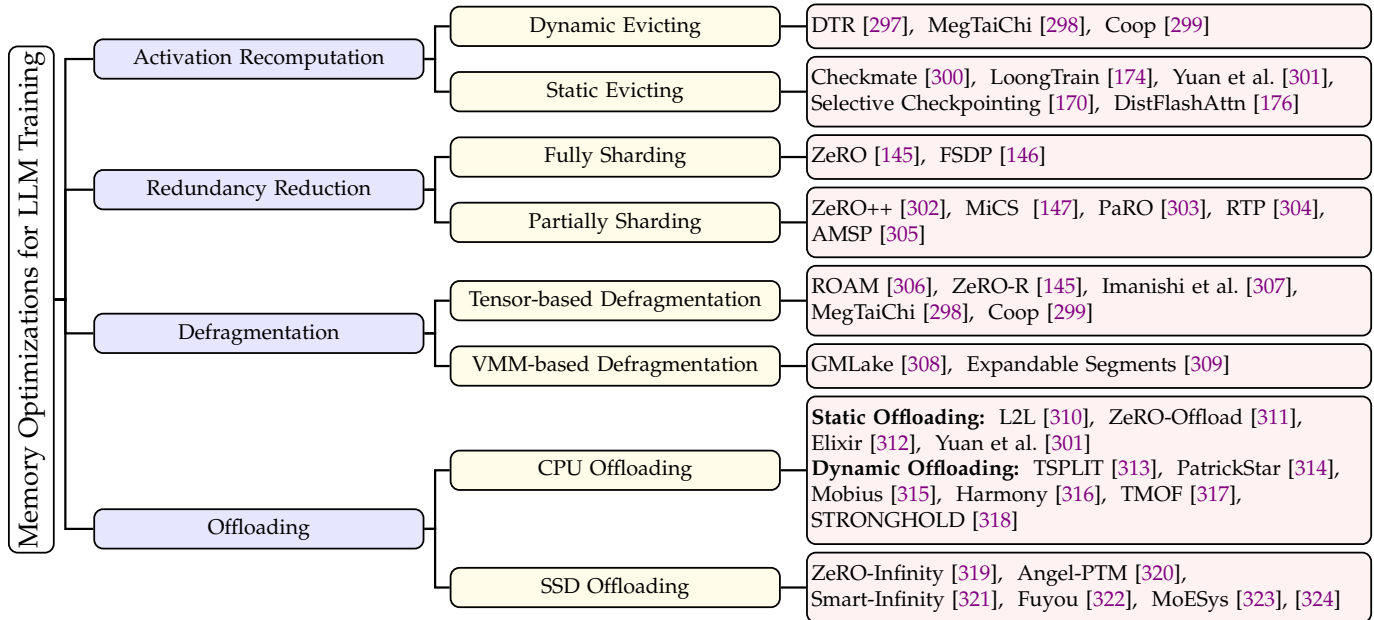 Memory Optimizations for LLM Training
Activation Recomputation
Dynamic Evicting
DTR [297], MegTaiChi [298], Coop [299]
Static Evicting
Checkmate [300], LoongTrain [174], Yuan et al. [301],
Selective Checkpointing [170], DistFlashAttn [176]
Redundancy Reduction
Fully Sharding
ZeRO [145], FSDP [146]
Partially Sharding
ZeRO++ [302], MiCS [147], PaRO [303], RTP [304],
AMSP [305]
Defragmentation
Tensor-based Defragmentation
ROAM [306], ZeRO-R [145], Imanishi et al. [307],
MegTaiChi [298], Coop [299]
VMM-based Defragmentation
GMLake [308], Expandable Segments [309]
Offloading
CPU Offloading
Static Offloading: L2L [310], ZeRO-Offload [311],
Elixir [312], Yuan et al. [301]
Dynamic Offloading: TSPLIT [313], PatrickStar [314],
Mobius [315], Harmony [316], TMOF [317],
STRONGHOLD [318]
SSD Offloading
ZeRO-Infinity [319], Angel-PTM [320],
Smart-Infinity [321], Fuyou [322], MoESys [323], [324]